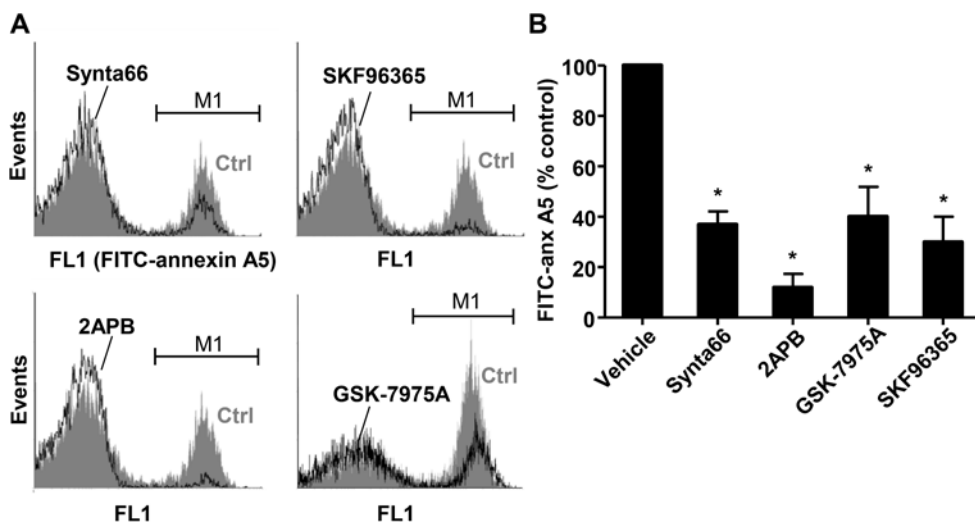 A
Synta66
M1
Ctrl
Events
FL1 (FITC-annexin A5)
SKF96365
M1
Ctrl
FL1
2APB
M1
Ctrl
Events
FL1
M1
Ctrl
GSK-7975A
FL1
B
FITC-anx A5 (% control)
100
80
60
40
20
0
*
*
*
*
Vehicle
Synta66
2APB
GSK-7975A
SKF96365